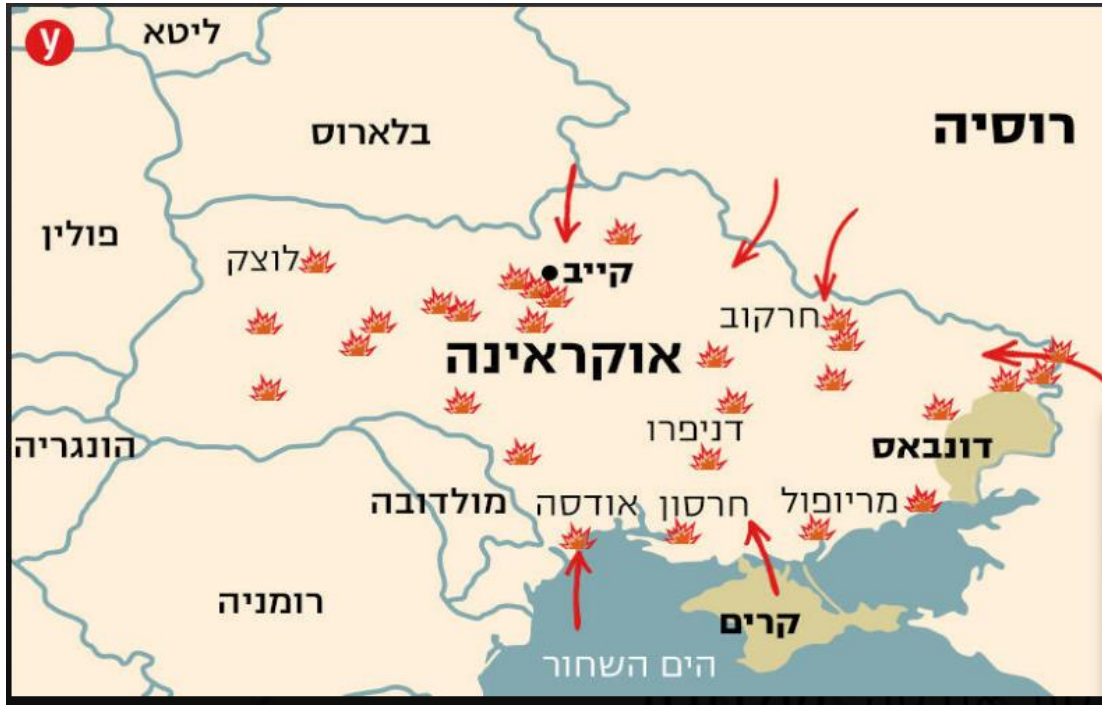 y
ליטא
בלארוס
רוסיה
פולין
לוצק
קייב
חרקוב
אוקראינה
דניפרו
דונבאס
הונגריה
מולדובה
אודסה
חרסון
מריופול
רומניה
קרים
הים השחור